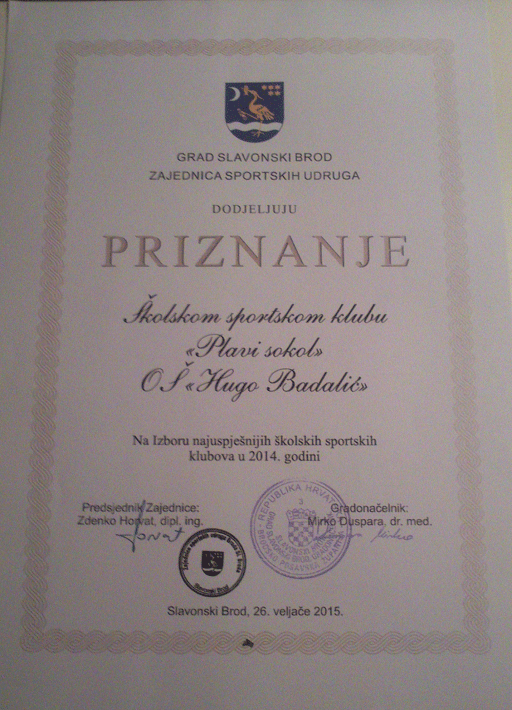 GRAD SLAVONSKI BROD
ZAJEDNICA SPORTSKIH UDRUGA
DODJELJUJU
PRIZNANJE
Školskom sportskom klubu
«Plavi sokol»
OŠ «Hugo Badalić»
Na Izboru najuspješnijih školskih sportskih
klubova u 2014. godini
Predsjednik Zajednice:
Zdenko Horvat, dipl. ing.
Horvat
REPUBLIKA HRVATSKA
3
Gradonačelnik:
Mirko Duspara, dr. med.
Slavonski Brod, 26. veljače 2015.